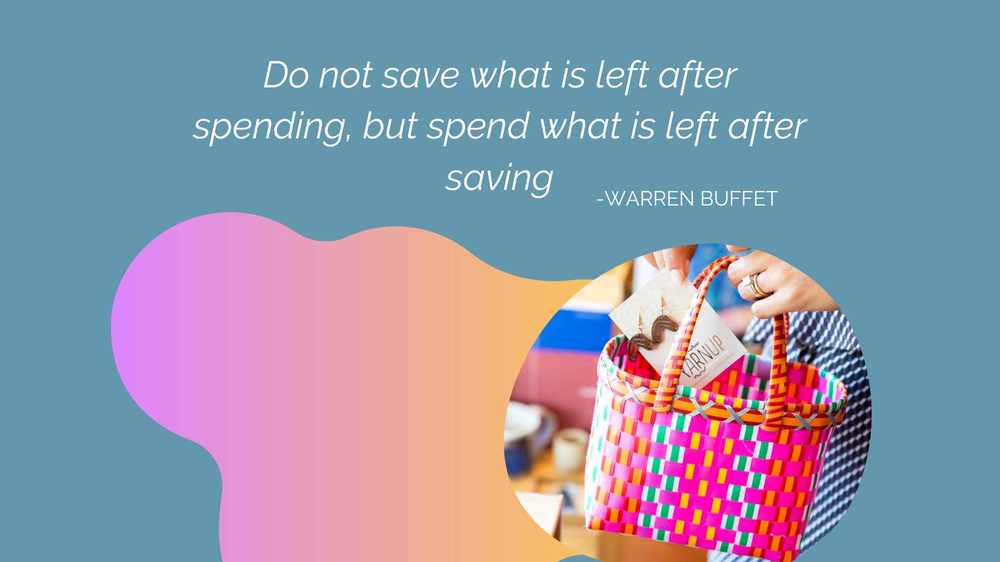 Do not save what is left after
spending, but spend what is left after
saving
-WARREN BUFFET
YARNUP